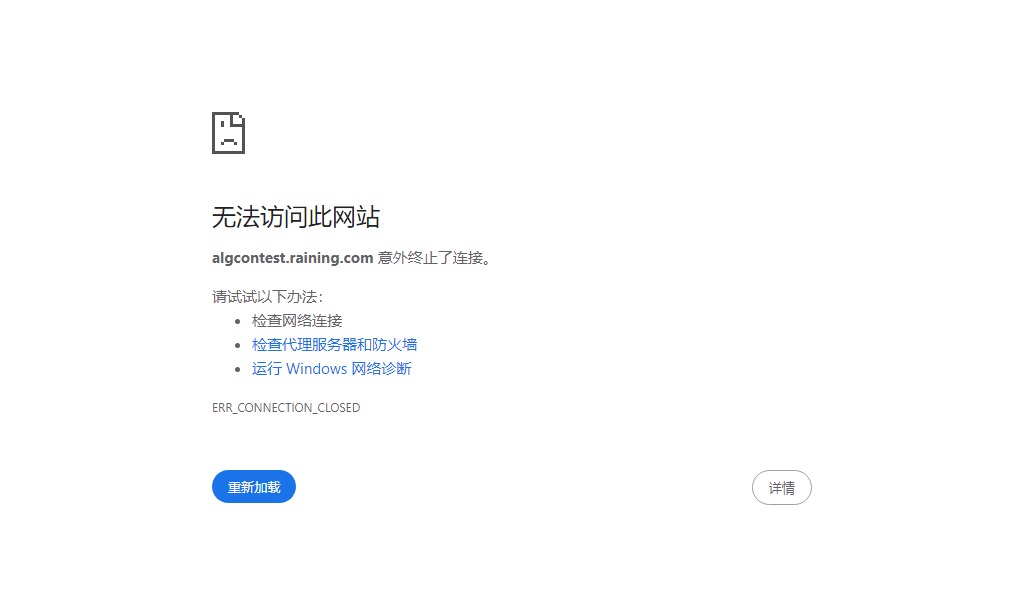 无法访问此网站
algcontest.raining.com 意外终止了连接。
请试试以下办法：
检查网络连接
检查代理服务器和防火墙
运行 Windows 网络诊断
ERR_CONNECTION_CLOSED
重新加载
详情